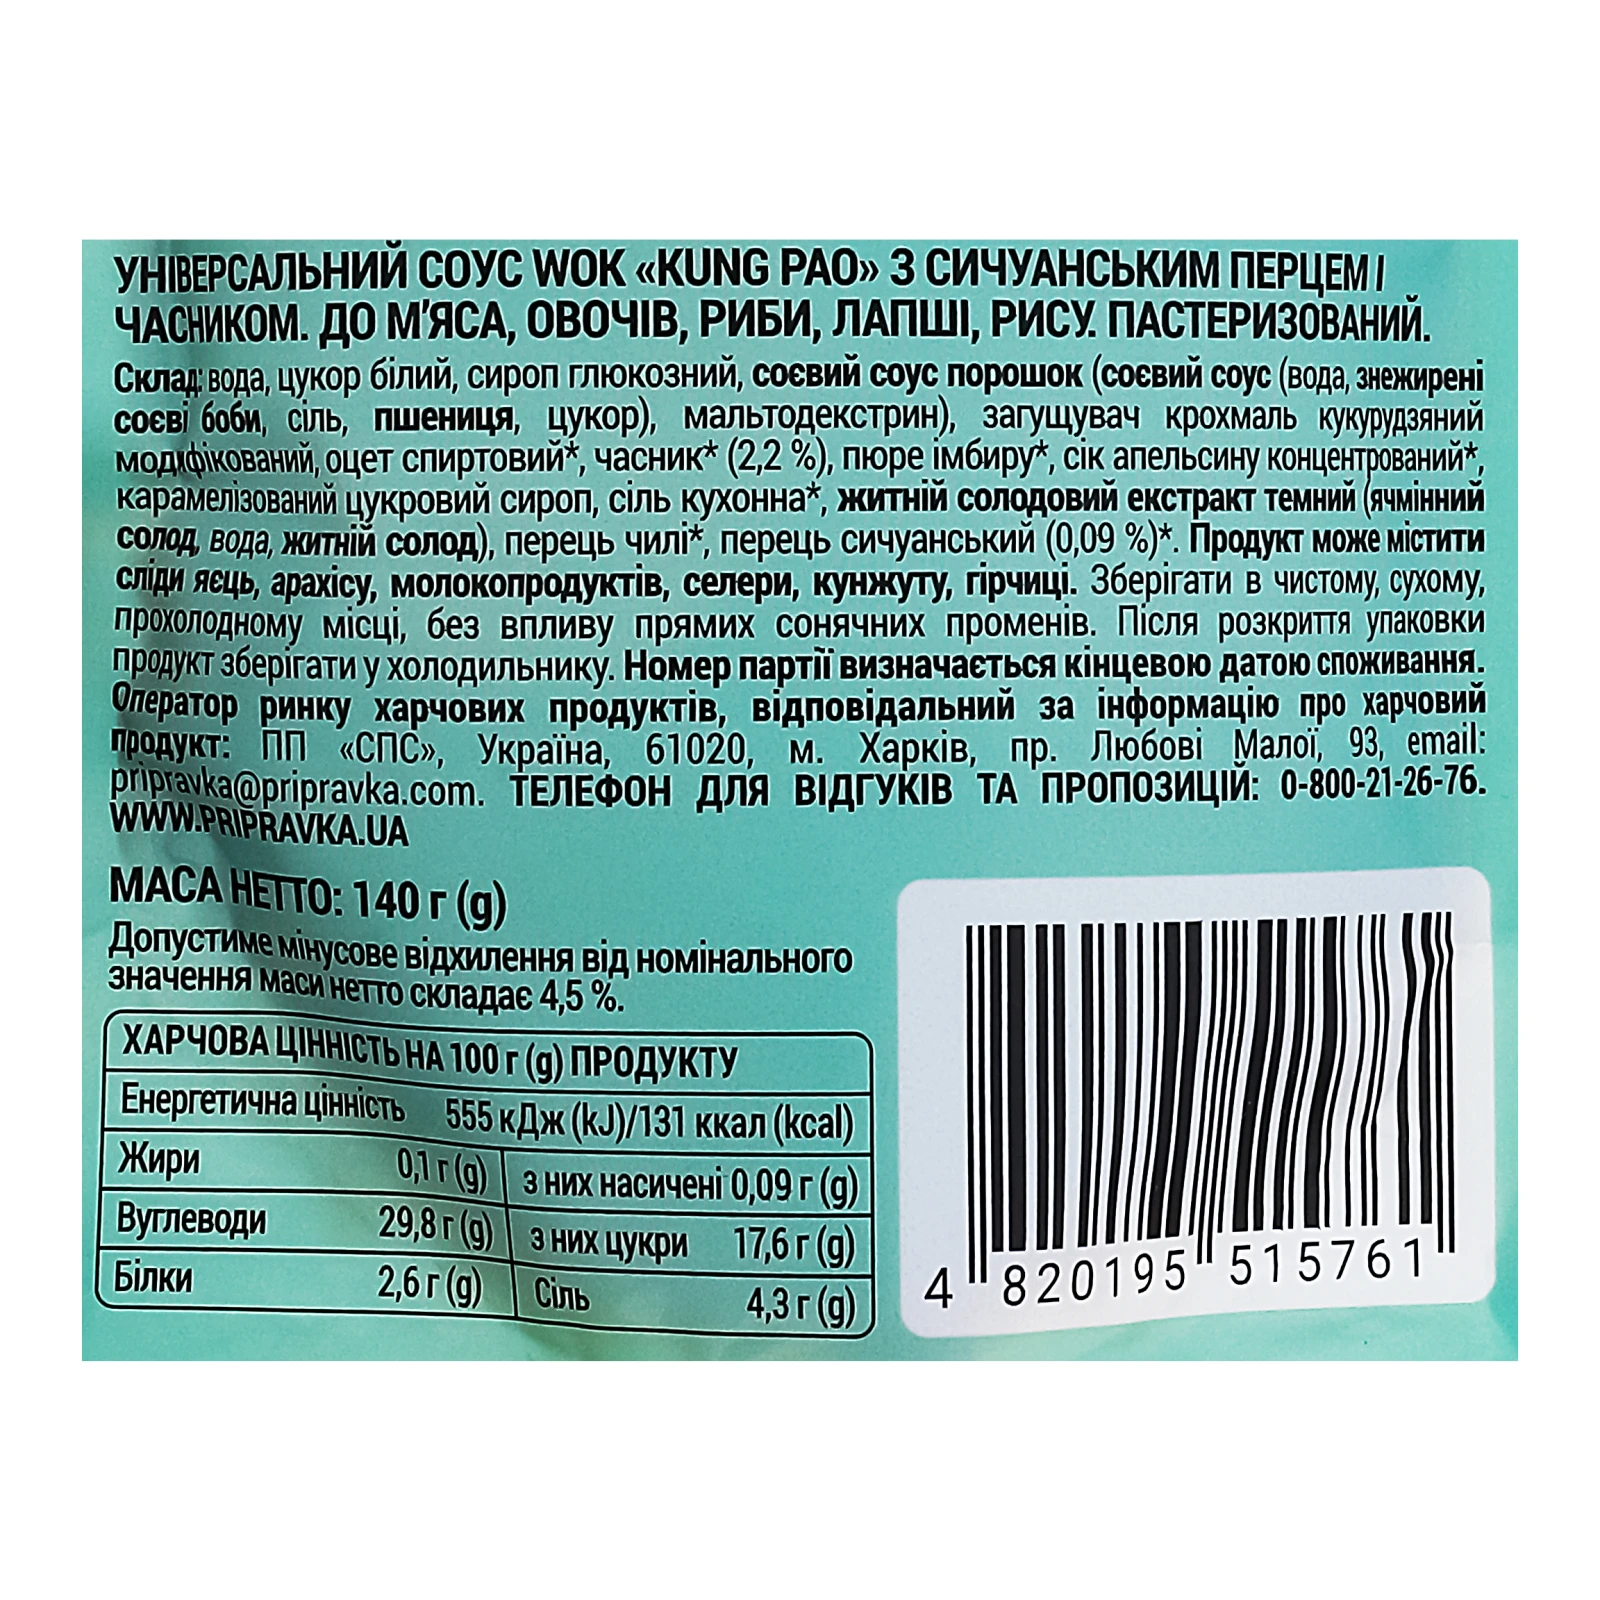 УНІВЕРСАЛЬНИЙ СОУС WOK «KUNG PAO» З СИЧУАНСЬКИМ ПЕРЦЕМ І
ЧАСНИКОМ. ДО М'ЯСА, ОВОЧІВ, РИБИ, ЛАПШІ, РИСУ. ПАСТЕРИЗОВАНИЙ.
Склад: вода, цукор білий, сироп глюкозний, соєвий соус порошок (соєвий соус (вода, знежирені
соєві боби, сіль, пшениця, цукор), мальтодекстрин), загущувач крохмаль кукурудзяний
модифікований, оцет спиртовий*, часник* (2,2 %), пюре імбиру*, сік апельсину концентрований*,
карамелізований цукровий сироп, сіль кухонна*, житній солодовий екстракт темний (ячмінний
солод, вода, житній солод), перець чилі*, перець сичуанський (0,09 %)*. Продукт може містити
сліди яєць, арахісу, молокопродуктів, селери, кунжуту, гірчиці. Зберігати в чистому, сухому,
прохолодному місці, без впливу прямих сонячних променів. Після розкриття упаковки
продукт зберігати у холодильнику. Номер партії визначається кінцевою датою споживання.
Оператор ринку харчових продуктів, відповідальний за інформацію про харчовий
продукт: ПП «СПС», Україна, 61020, м. Харків, пр. Любові Малої, 93, email:
pripravka@pripravka.com. ТЕЛЕФОН ДЛЯ ВІДГУКІВ ТА ПРОПОЗИЦІЙ: 0-800-21-26-76.
WWW.PRIPRAVKA.UA
МАСА НЕТТО: 140 г (g)
Допустиме мінусове відхилення від номінального
значення маси нетто складає 4,5 %.
ХАРЧОВА ЦІННІСТЬ НА 100 г (g) ПРОДУКТУ
Енергетична цінність 555 кДж (kJ)/131 ккал (kcal)
Жири 0,1 г (g) з них насичені 0,09 г (g)
Вуглеводи 29,8 г (g) з них цукри 17,6 г (g)
Білки 2,6 г (g) Сіль 4,3 г (g)
4 820195 515761